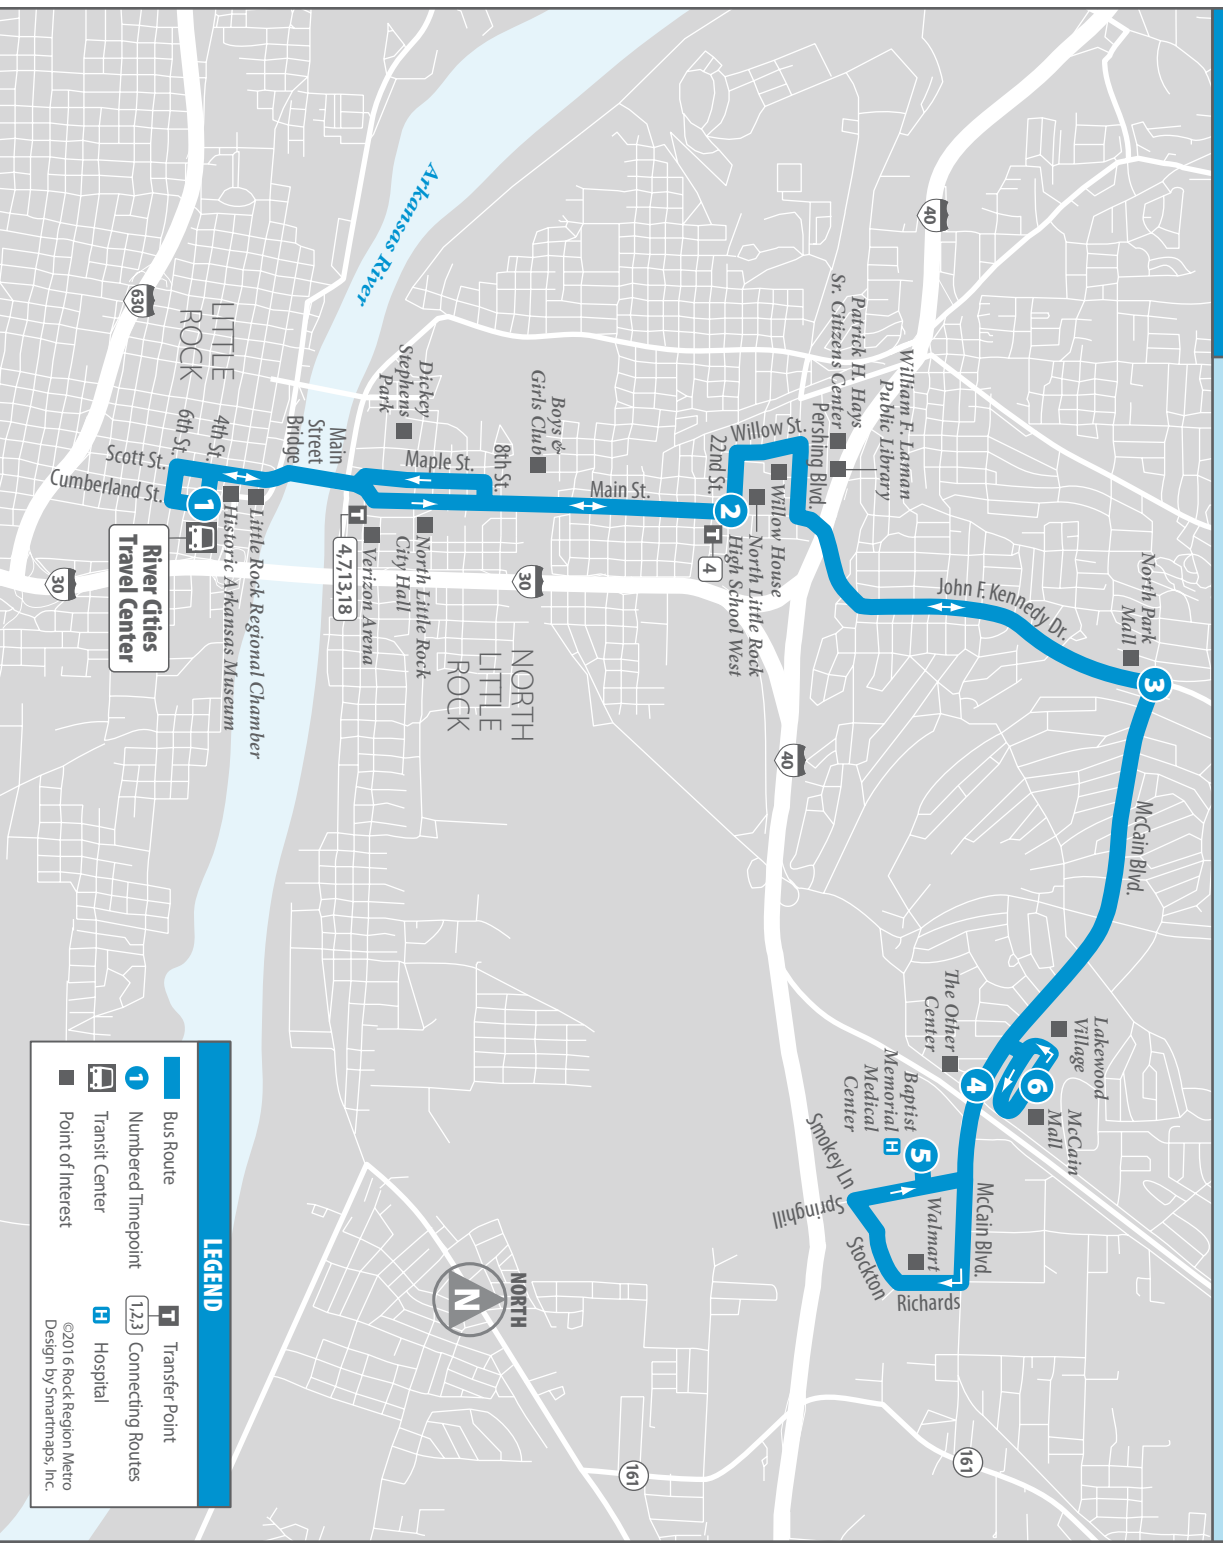 40
William F. Laman
Public Library
Patrick H. Hays
Sr. Citizens Center
Pershing Blvd.
Willow St.
22nd St.
2
Willow House
North Little Rock
High School West
T
4
John F. Kennedy Dr.
North Park
Mall
3
McCain Blvd.
40
Lakewood
Village
6
McCain
Mall
The Other
Center
4
Baptist
Memorial
Medical
Center
H
5
McCain Blvd.
Walmart
Smokey Ln
Springhill
Stockton
Richards
161
161
Arkansas River
Boys &
Girls Club
8th St.
Main St.
Dickey
Stephens
Park
Maple St.
North Little Rock
City Hall
T
4,7,13,18
Verizon Arena
30
NORTH
LITTLE
ROCK
Main
Street
Bridge
630
LITTLE
ROCK
4th St.
6th St.
Scott St.
Cumberland St.
1
Little Rock Regional Chamber
Historic Arkansas Museum
River Cities
Travel Center
30
NORTH
N
LEGEND
Bus Route
1
Numbered Timepoint
Transit Center
Point of Interest
T
Transfer Point
1,2,3
Connecting Routes
H
Hospital
©2016 Rock Region Metro
Design by Smartmaps, Inc.